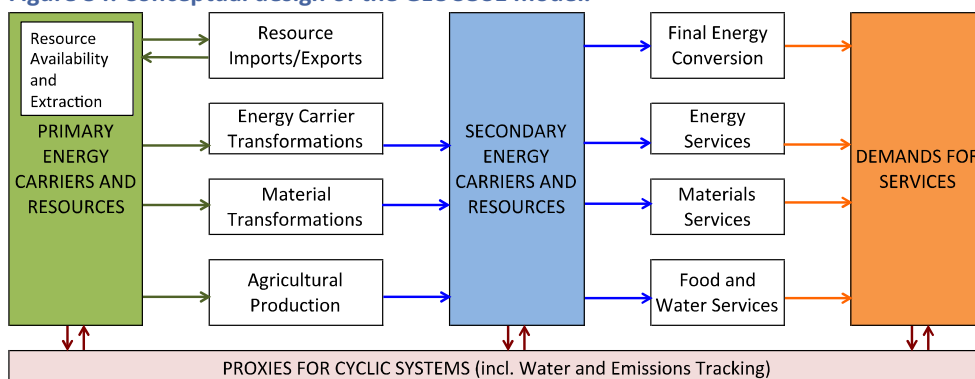 Resource
Availability
and
Extraction
PRIMARY
ENERGY
CARRIERS AND
RESOURCES
Resource
Imports/Exports
Energy Carrier
Transformations
Material
Transformations
Agricultural
Production
SECONDARY
ENERGY
CARRIERS AND
RESOURCES
Final Energy
Conversion
Energy
Services
Materials
Services
Food and
Water Services
DEMANDS FOR
SERVICES
PROXIES FOR CYCLIC SYSTEMS (incl. Water and Emissions Tracking)